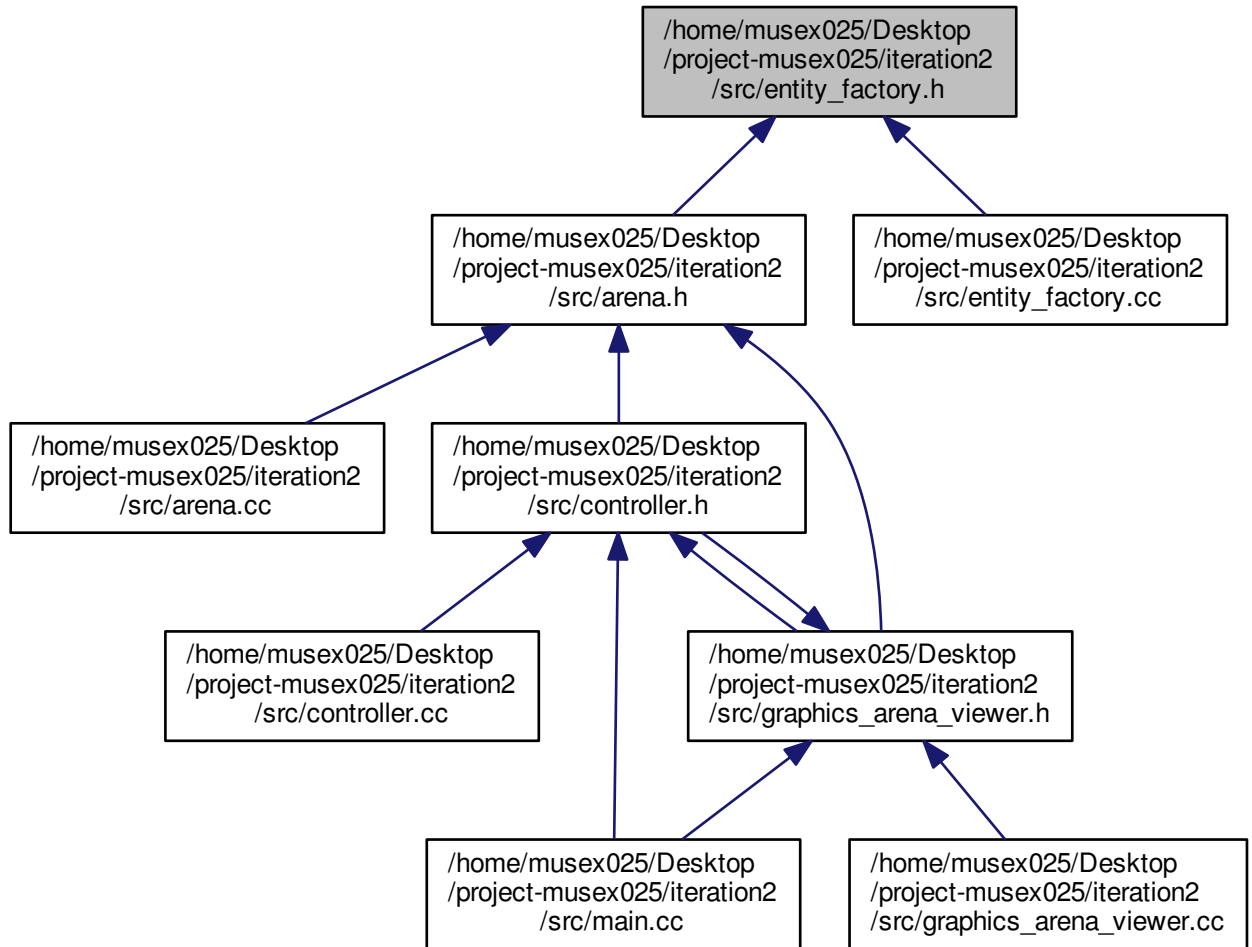 /home/musex025/Desktop
/project-musex025/iteration2
/src/entity_factory.h
/home/musex025/Desktop
/project-musex025/iteration2
/src/arena.h
/home/musex025/Desktop
/project-musex025/iteration2
/src/entity_factory.cc
/home/musex025/Desktop
/project-musex025/iteration2
/src/arena.cc
/home/musex025/Desktop
/project-musex025/iteration2
/src/controller.h
/home/musex025/Desktop
/project-musex025/iteration2
/src/controller.cc
/home/musex025/Desktop
/project-musex025/iteration2
/src/graphics_arena_viewer.h
/home/musex025/Desktop
/project-musex025/iteration2
/src/main.cc
/home/musex025/Desktop
/project-musex025/iteration2
/src/graphics_arena_viewer.cc